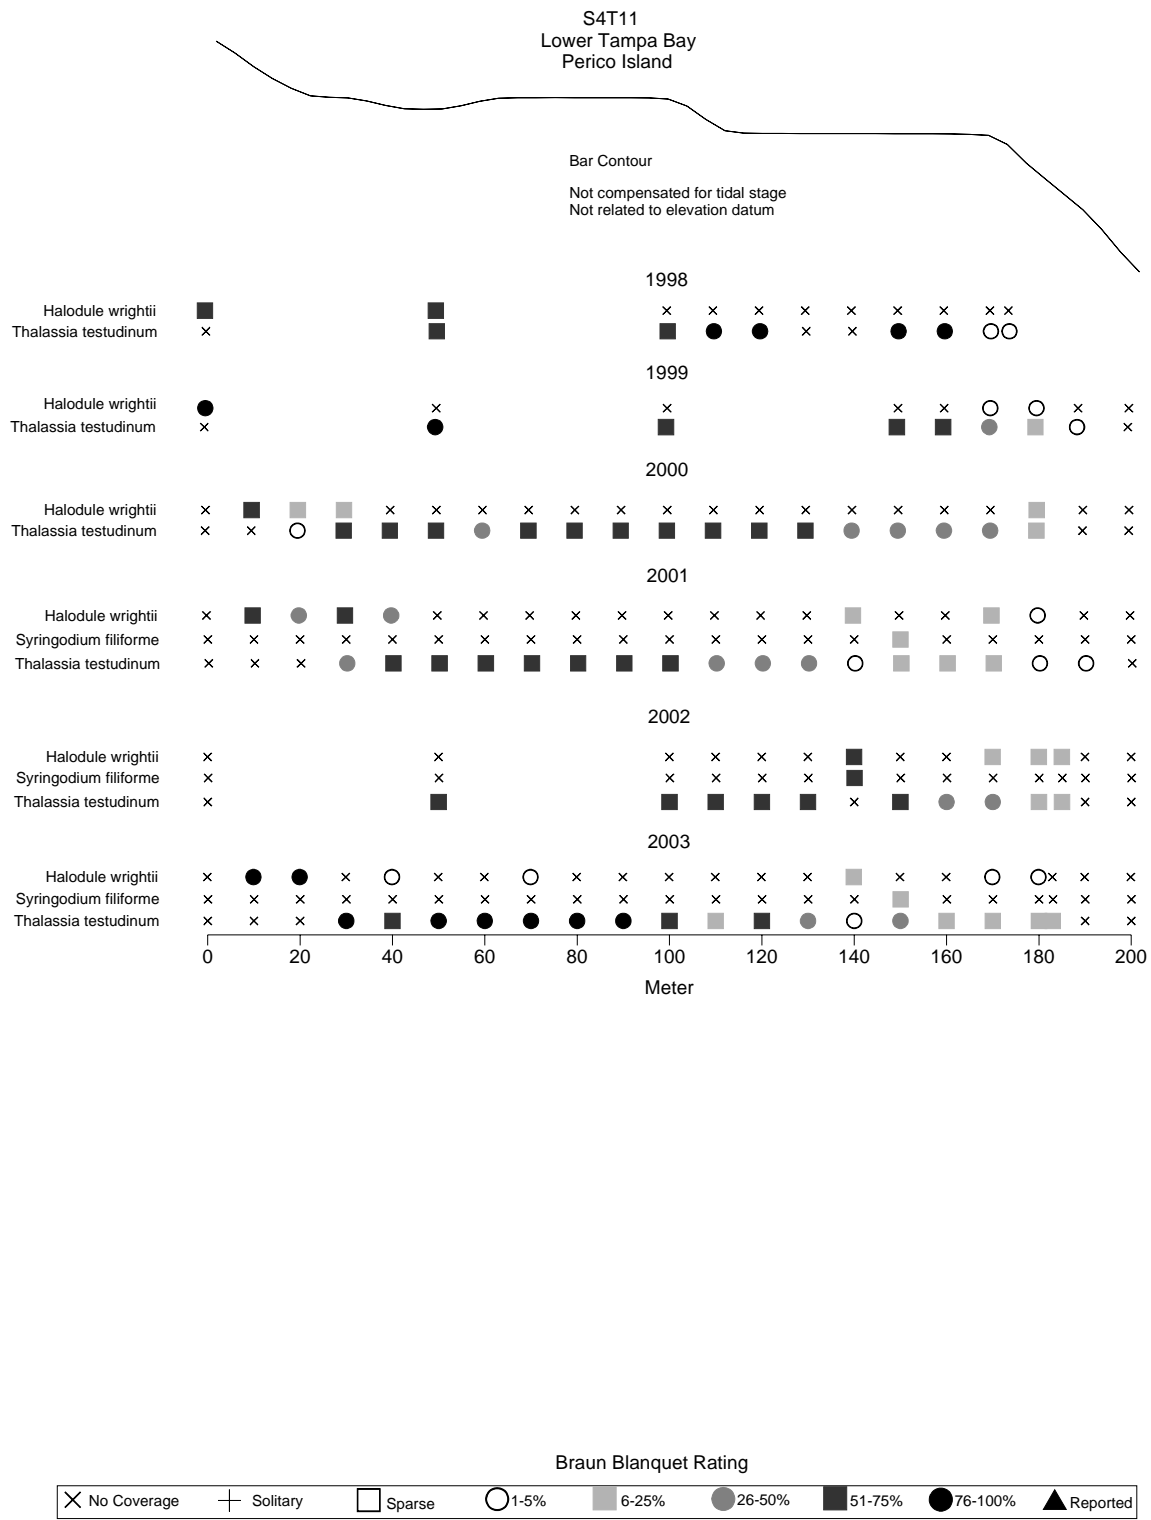 S4T11
Lower Tampa Bay
Perico Island
Bar Contour
Not compensated for tidal stage
Not related to elevation datum
1998
Halodule wrightii
Thalassia testudinum
1999
Halodule wrightii
Thalassia testudinum
2000
Halodule wrightii
Thalassia testudinum
2001
Halodule wrightii
Syringodium filiforme
Thalassia testudinum
2002
Halodule wrightii
Syringodium filiforme
Thalassia testudinum
2003
Halodule wrightii
Syringodium filiforme
Thalassia testudinum
0 20 40 60 80 100 120 140 160 180 200
Meter
Braun Blanquet Rating
No Coverage Solitary Sparse 1-5% 6-25% 26-50% 51-75% 76-100% Reported